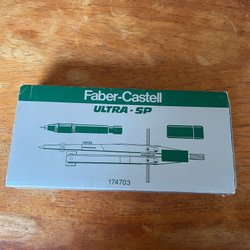 Faber-Castell
ULTRA·SP
174703